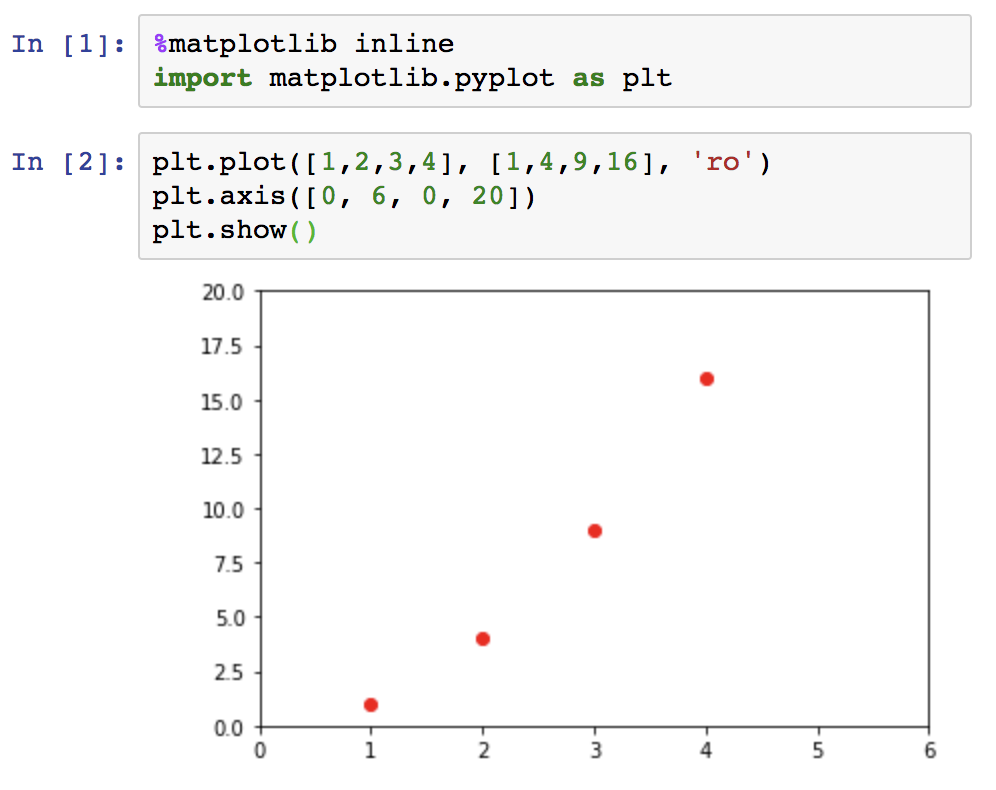 In [1]: %matplotlib inline
import matplotlib.pyplot as plt
In [2]: plt.plot([1,2,3,4], [1,4,9,16], 'ro')
plt.axis([0, 6, 0, 20])
plt.show()
20.0
17.5
15.0
12.5
10.0
7.5
5.0
2.5
0.0
0 1 2 3 4 5 6